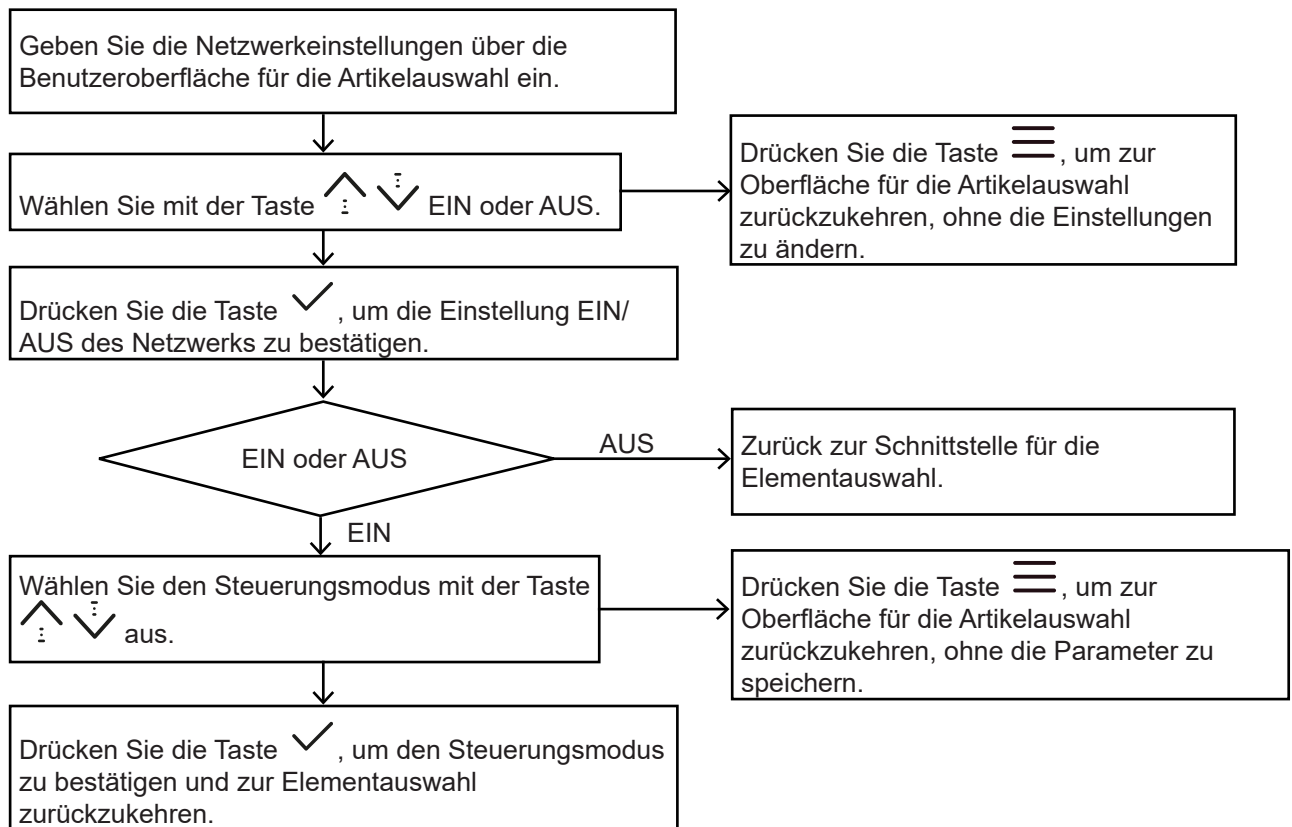 Geben Sie die Netzwerkeinstellungen über die
Benutzeroberfläche für die Artikelauswahl ein.
Wählen Sie mit der Taste EIN oder AUS.
Drücken Sie die Taste , um zur
Oberfläche für die Artikelauswahl
zurückzukehren, ohne die Einstellungen
zu ändern.
Drücken Sie die Taste , um die Einstellung EIN/
AUS des Netzwerks zu bestätigen.
EIN oder AUS
AUS
Zurück zur Schnittstelle für die
Elementauswahl.
EIN
Wählen Sie den Steuerungsmodus mit der Taste
aus.
Drücken Sie die Taste , um zur
Oberfläche für die Artikelauswahl
zurückzukehren, ohne die Parameter zu
speichern.
Drücken Sie die Taste , um den Steuerungsmodus
zu bestätigen und zur Elementauswahl
zurückzukehren.